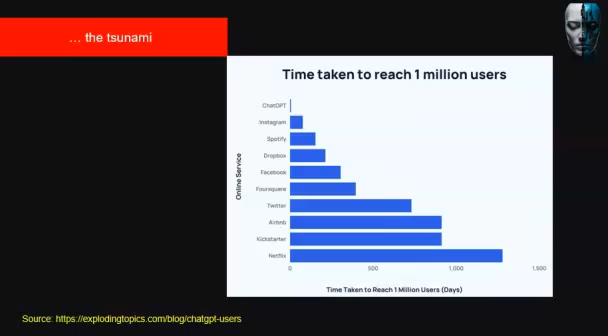 … the tsunami
Time taken to reach 1 million users
Online Service
ChatGPT
Instagram
Spotify
Dropbox
Facebook
Foursquare
Twitter
Airbnb
Kickstarter
Netflix
0 500 1,000 1,500
Time Taken to Reach 1 Million Users (Days)
Source: https://explodingtopics.com/blog/chatgpt-users